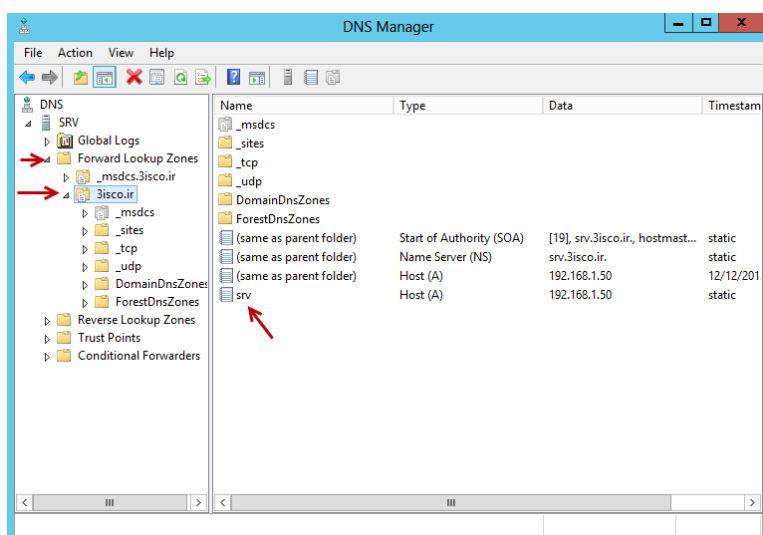 DNS Manager
File Action View Help
DNS
SRV
Global Logs
Forward Lookup Zones
_msdcs.3isco.ir
3isco.ir
_msdcs
_sites
_tcp
_udp
DomainDnsZones
ForestDnsZones
Reverse Lookup Zones
Trust Points
Conditional Forwarders
Name Type Data Timestam
_msdcs
_sites
_tcp
_udp
DomainDnsZones
ForestDnsZones
(same as parent folder) Start of Authority (SOA) [19], srv.3isco.ir., hostmast... static
(same as parent folder) Name Server (NS) srv.3isco.ir. static
(same as parent folder) Host (A) 192.168.1.50 12/12/201
srv Host (A) 192.168.1.50 static